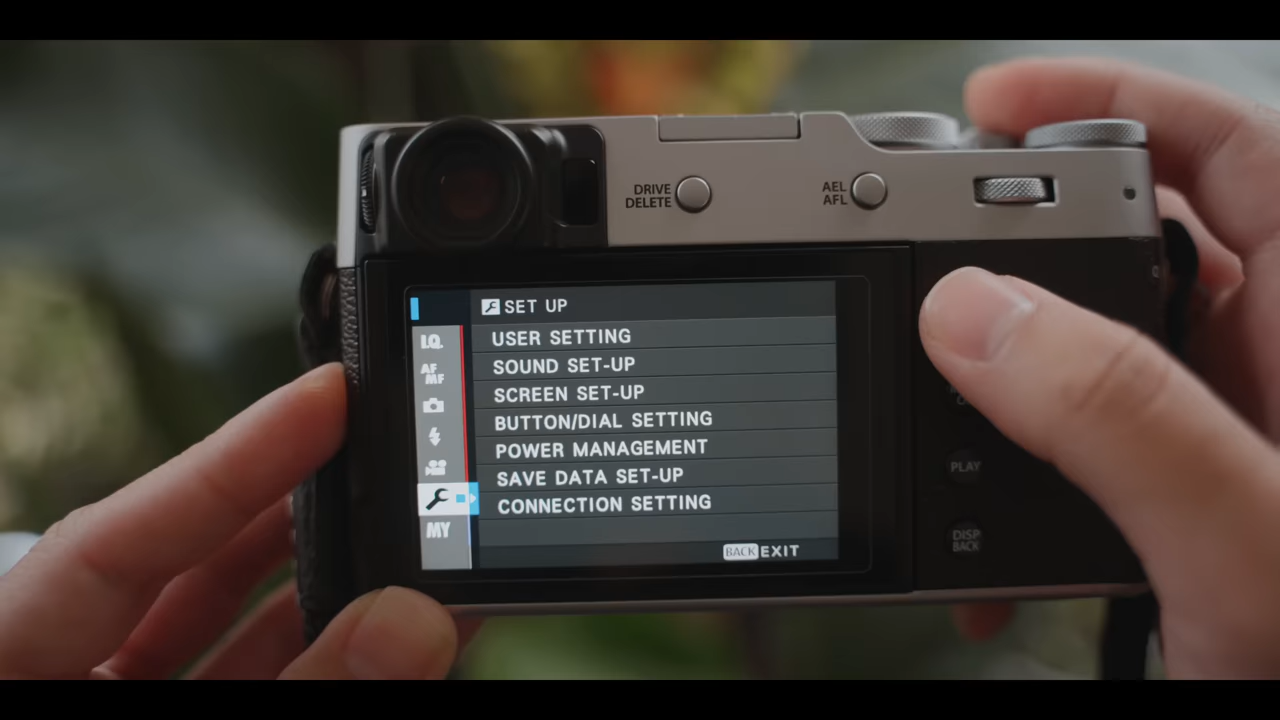 DRIVE
DELETE
AEL
AFL
SET UP
I.Q.
AF
MF
MY
USER SETTING
SOUND SET-UP
SCREEN SET-UP
BUTTON/DIAL SETTING
POWER MANAGEMENT
SAVE DATA SET-UP
CONNECTION SETTING
BACK EXIT
PLAY
DISP
BACK